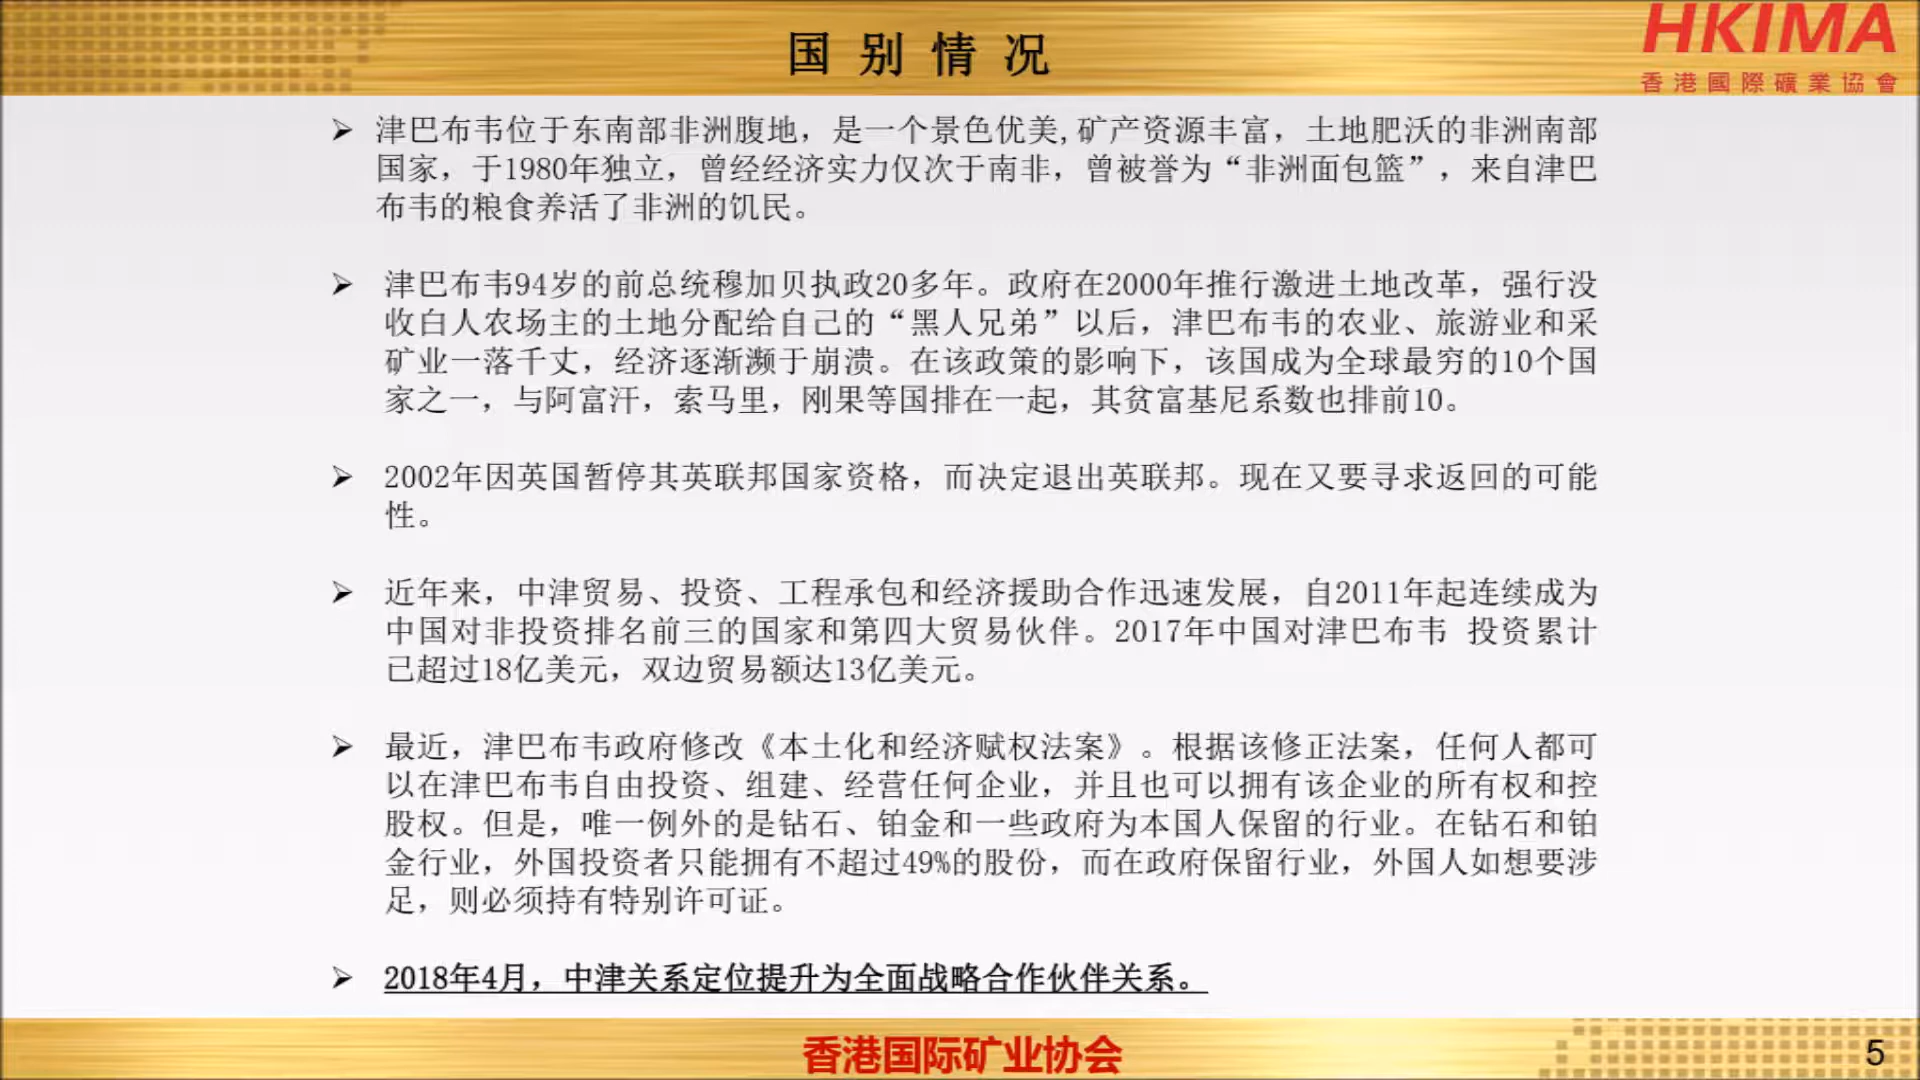 国别情况
HKIMA
香港國際礦業協會
➢ 津巴布韦位于东南部非洲腹地，是一个景色优美,矿产资源丰富，土地肥沃的非洲南部
国家，于1980年独立，曾经经济实力仅次于南非，曾被誉为“非洲面包篮”，来自津巴
布韦的粮食养活了非洲的饥民。
➢ 津巴布韦94岁的前总统穆加贝执政20多年。政府在2000年推行激进土地改革，强行没
收白人农场主的土地分配给自己的“黑人兄弟”以后，津巴布韦的农业、旅游业和采
矿业一落千丈，经济逐渐濒于崩溃。在该政策的影响下，该国成为全球最穷的10个国
家之一，与阿富汗，索马里，刚果等国排在一起，其贫富基尼系数也排前10。
➢ 2002年因英国暂停其英联邦国家资格，而决定退出英联邦。现在又要寻求返回的可能
性。
➢ 近年来，中津贸易、投资、工程承包和经济援助合作迅速发展，自2011年起连续成为
中国对非投资排名前三的国家和第四大贸易伙伴。2017年中国对津巴布韦 投资累计
已超过18亿美元，双边贸易额达13亿美元。
➢ 最近，津巴布韦政府修改《本土化和经济赋权法案》。根据该修正法案，任何人都可
以在津巴布韦自由投资、组建、经营任何企业，并且也可以拥有该企业的所有权和控
股权。但是，唯一例外的是钻石、铂金和一些政府为本国人保留的行业。在钻石和铂
金行业，外国投资者只能拥有不超过49%的股份，而在政府保留行业，外国人如想要涉
足，则必须持有特别许可证。
➢ 2018年4月，中津关系定位提升为全面战略合作伙伴关系。
香港国际矿业协会
5